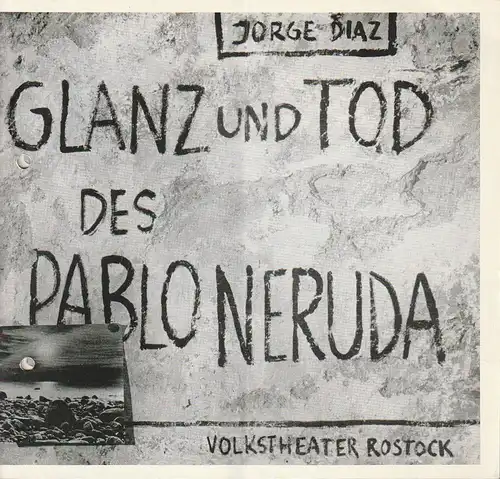 JORGE DIAZ
GLANZ UND TOD
DES
PABLO NERUDA
VOLKSTHEATER ROSTOCK